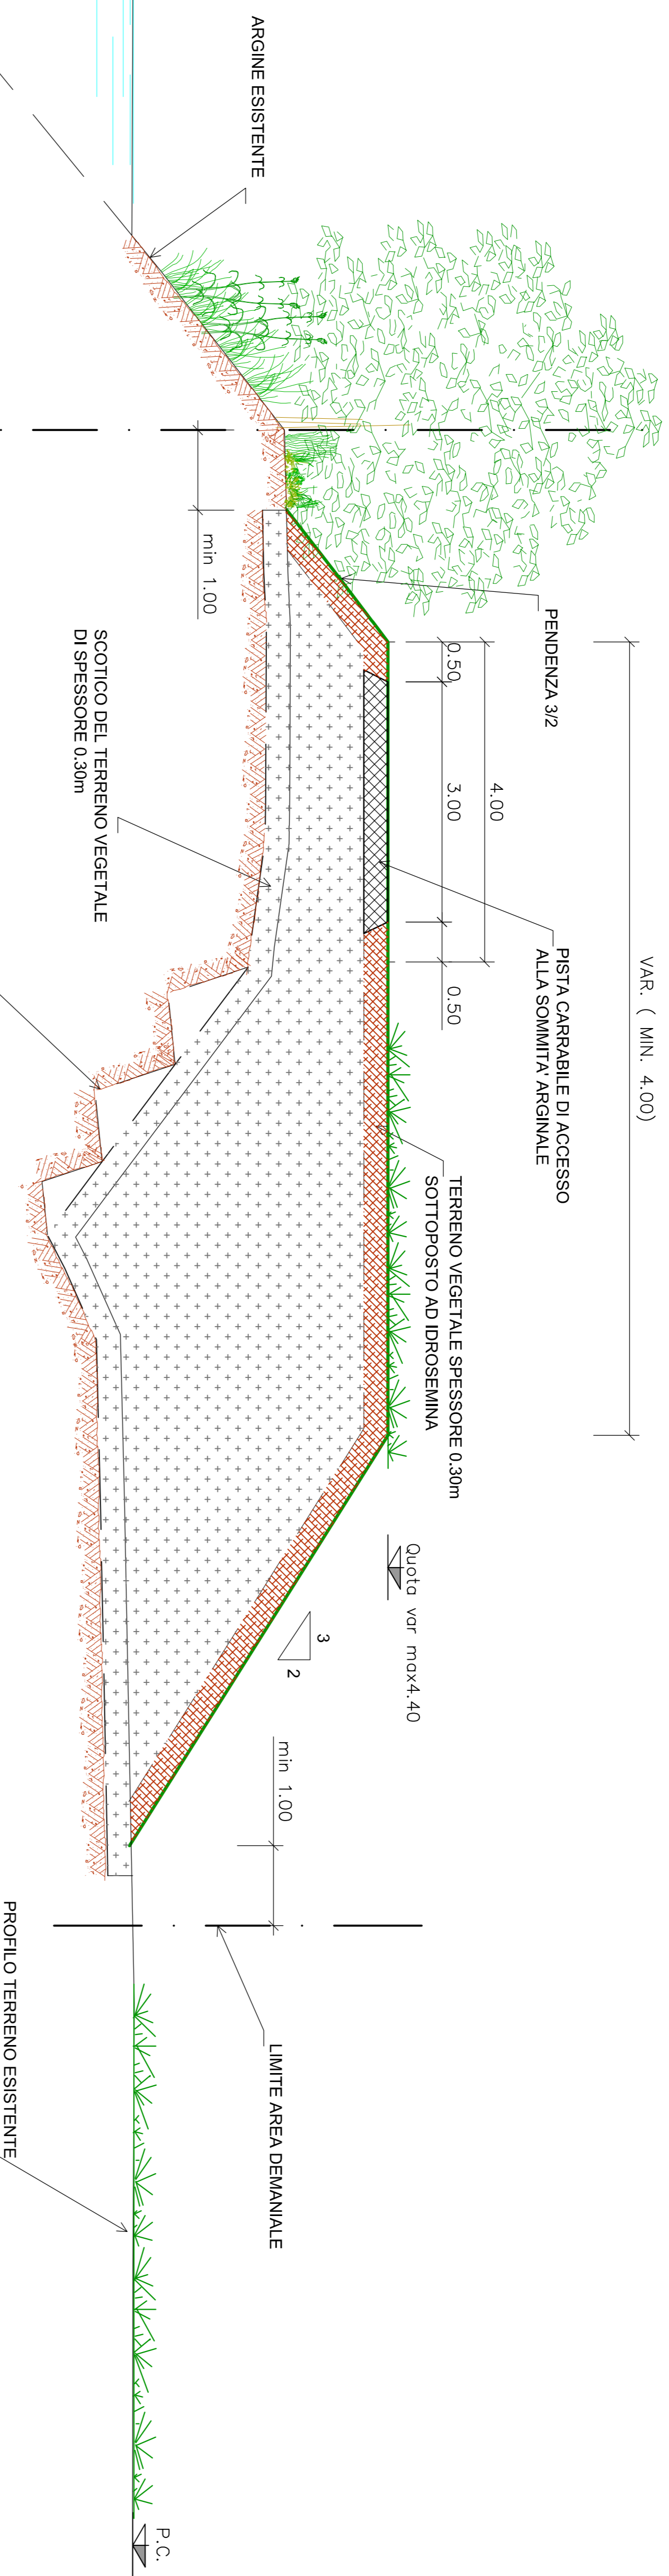 VAR. ( MIN. 4.00)
ARGINE ESISTENTE
PENDENZA 3/2
PISTA CARRABILE DI ACCESSO
ALLA SOMMITA' ARGINALE
4.00
0.50
3.00
0.50
TERRENO VEGETALE SPESSORE 0.30m
SOTTOPOSTO AD IDROSEMINA
Quota var max4.40
3
2
min 1.00
min 1.00
LIMITE AREA DEMANIALE
SCOTICO DEL TERRENO VEGETALE
DI SPESSORE 0.30m
P.C.
PROFILO TERRENO ESISTENTE